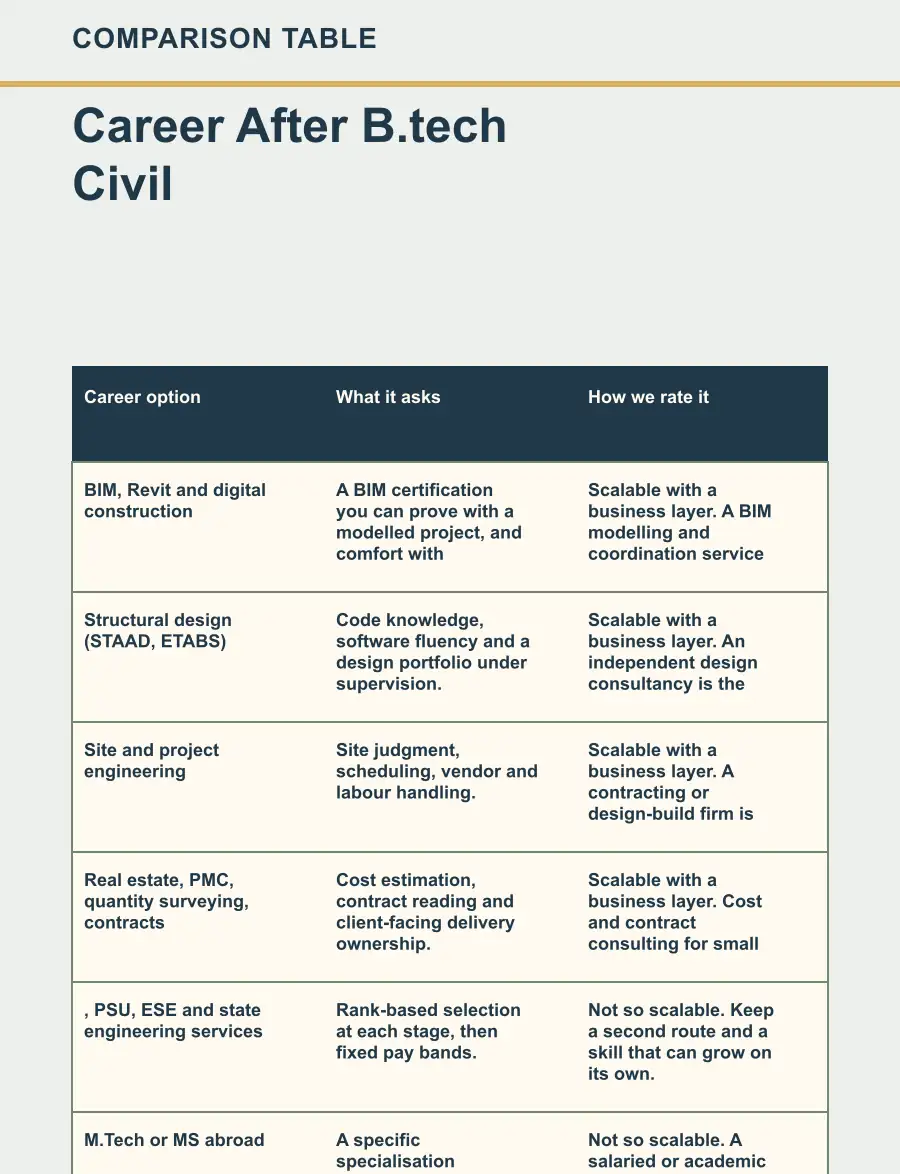 COMPARISON TABLE
Career After B.tech
Civil
Career option
What it asks
How we rate it
BIM, Revit and digital
construction
A BIM certification
you can prove with a
modelled project, and
comfort with
Scalable with a
business layer. A BIM
modelling and
coordination service
Structural design
(STAAD, ETABS)
Code knowledge,
software fluency and a
design portfolio under
supervision.
Scalable with a
business layer. An
independent design
consultancy is the
Site and project
engineering
Site judgment,
scheduling, vendor and
labour handling.
Scalable with a
business layer. A
contracting or
design-build firm is
Real estate, PMC,
quantity surveying,
contracts
Cost estimation,
contract reading and
client-facing delivery
ownership.
Scalable with a
business layer. Cost
and contract
consulting for small
, PSU, ESE and state
engineering services
Rank-based selection
at each stage, then
fixed pay bands.
Not so scalable. Keep
a second route and a
skill that can grow on
its own.
M.Tech or MS abroad
A specific
specialisation
Not so scalable. A
salaried or academic